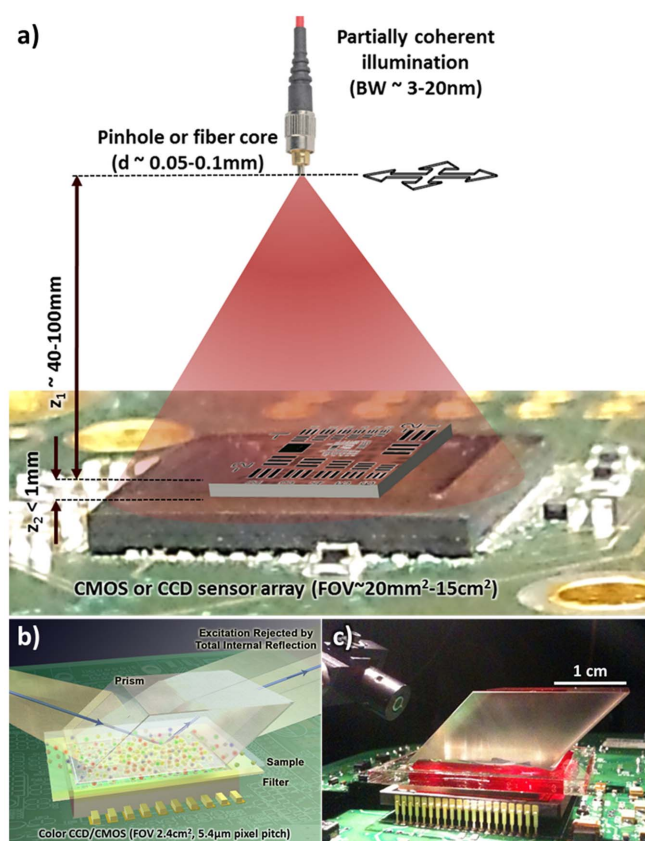 a)
Partially coherent
illumination
(BW ~ 3-20nm)
Pinhole or fiber core
(d ~ 0.05-0.1mm)
z₁ ~ 40-100mm
z₂ < 1mm
CMOS or CCD sensor array (FOV~20mm²-15cm²)
b)
Excitation Rejected by
Total Internal Reflection
Prism
Sample
Filter
Color CCD/CMOS (FOV 2.4cm², 5.4µm pixel pitch)
c)
1 cm